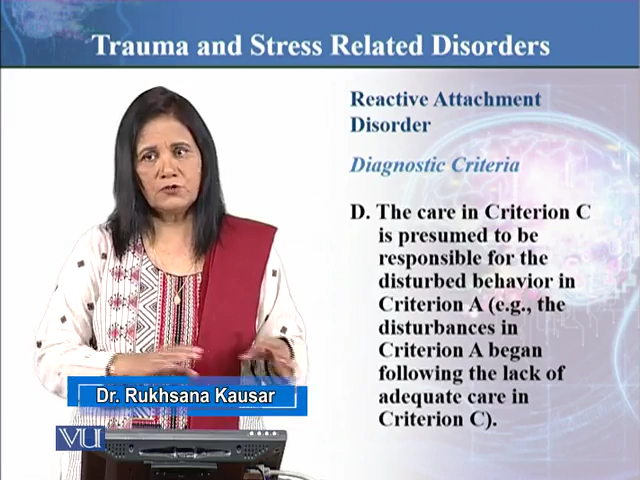 Trauma and Stress Related Disorders
Reactive Attachment
Disorder
Diagnostic Criteria
D. The care in Criterion C
is presumed to be
responsible for the
disturbed behavior in
Criterion A (e.g., the
disturbances in
Criterion A began
following the lack of
adequate care in
Criterion C).
Dr. Rukhsana Kausar
VU